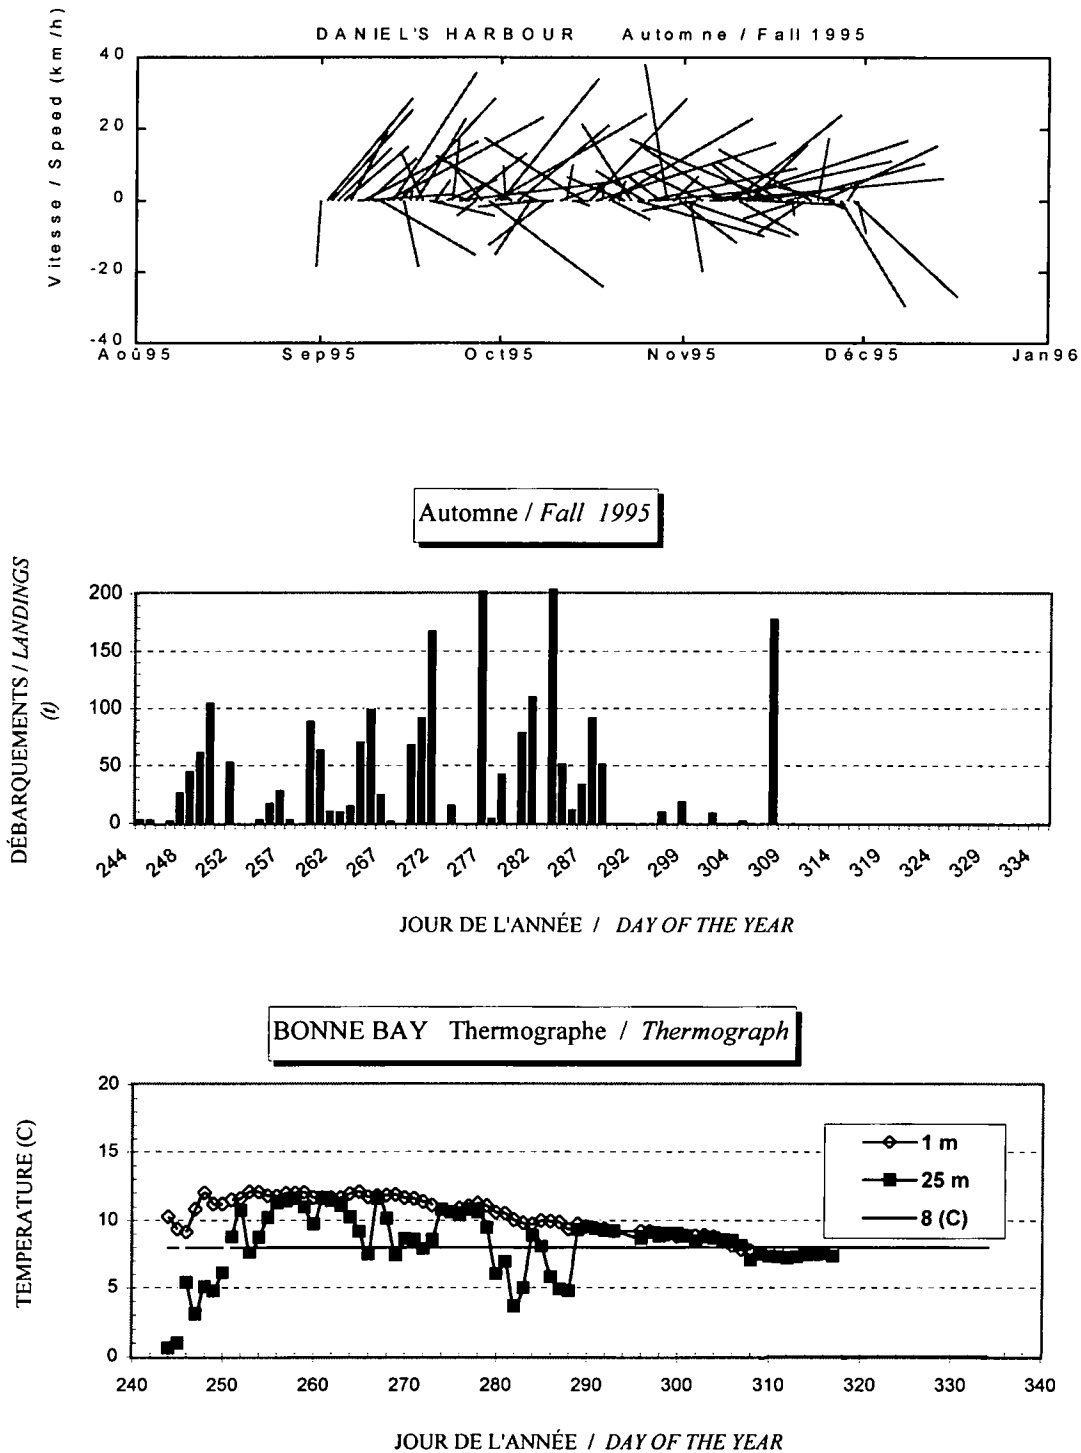 DANIEL'S HARBOUR Automne / Fall 1995
Vitesse / Speed (km/h)
40
20
0
-20
-40
Aoû95 Sep95 Oct95 Nov95 Déc95 Jan96
Automne / Fall 1995
DÉBARQUEMENTS / LANDINGS
(t)
200
150
100
50
0
244 248 252 257 262 267 272 277 282 287 292 299 304 309 314 319 324 329 334
JOUR DE L'ANNÉE / DAY OF THE YEAR
BONNE BAY Thermographe / Thermograph
TEMPERATURE (C)
20
15
10
5
0
1 m
25 m
8 (C)
240 250 260 270 280 290 300 310 320 330 340
JOUR DE L'ANNÉE / DAY OF THE YEAR